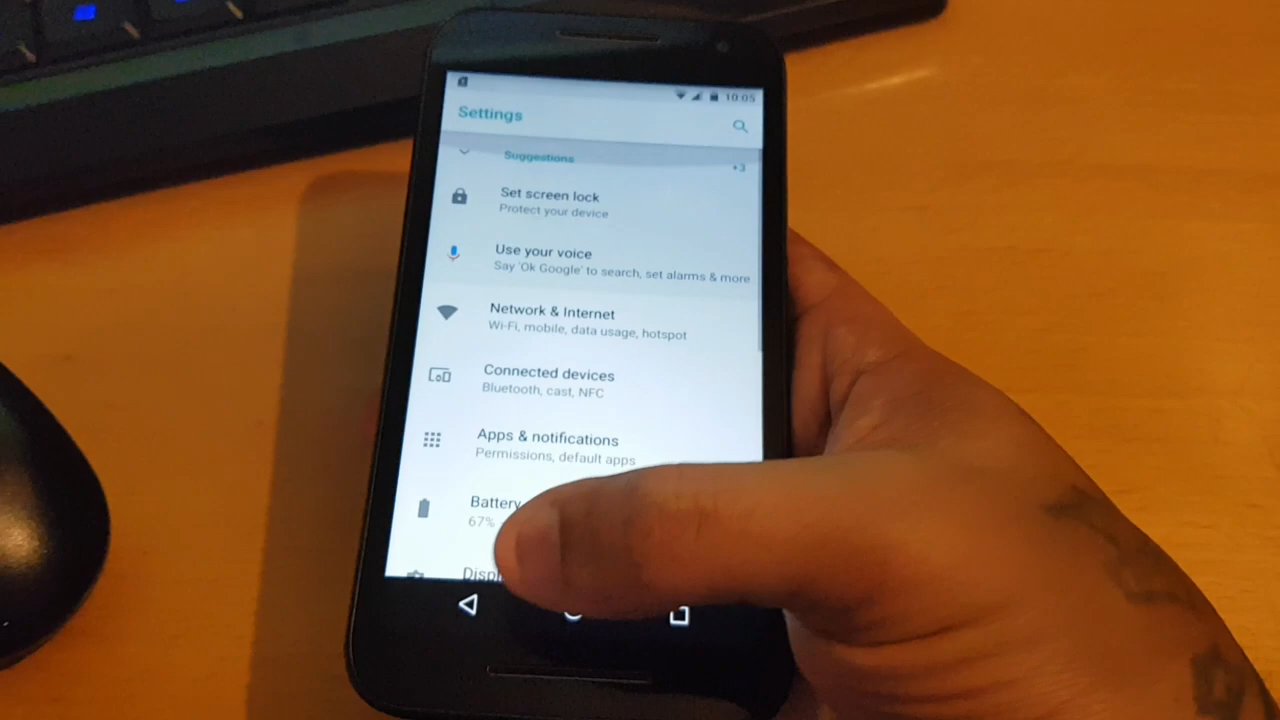 10:05
Settings
Suggestions
+3
Set screen lock
Protect your device
Use your voice
Say 'Ok Google' to search, set alarms & more
Network & Internet
Wi-Fi, mobile, data usage, hotspot
Connected devices
Bluetooth, cast, NFC
Apps & notifications
Permissions, default apps
Battery
67%
Displ